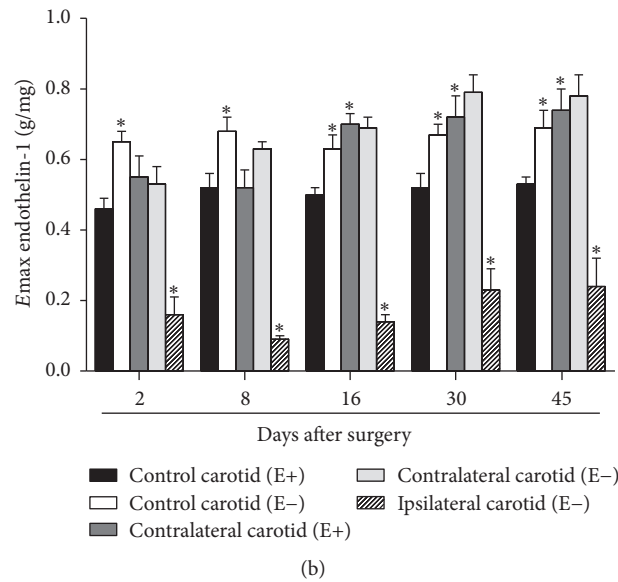 1.0
0.8
0.6
0.4
0.2
0.0
Emax endothelin-1 (g/mg)
* * * * * * * * * * * * *
2 8 16 30 45
Days after surgery
Control carotid (E+)
Control carotid (E−)
Contralateral carotid (E+)
Contralateral carotid (E−)
Ipsilateral carotid (E−)
(b)